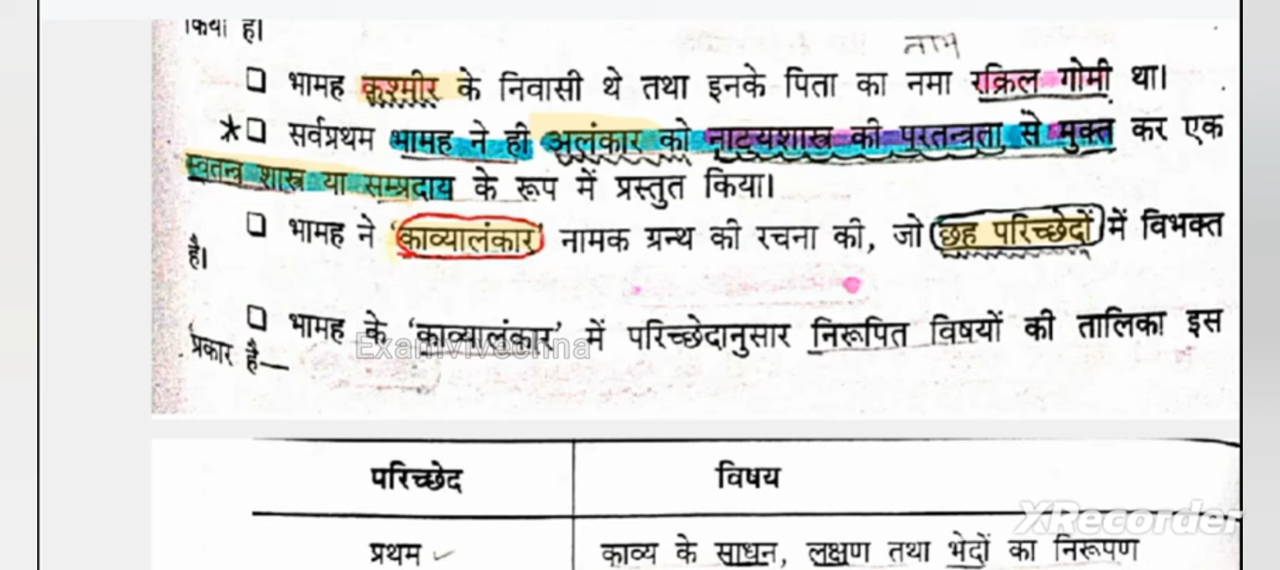 किया है।
नाम
☐ भामह कश्मीर के निवासी थे तथा इनके पिता का नमा रक्रिल गोमी था।
*☐ सर्वप्रथम भामह ने ही अलंकार को नाट्यशास्त्र की परतन्त्रता से मुक्त कर एक
स्वतन्त्र शास्त्र या सम्प्रदाय के रूप में प्रस्तुत किया।
☐ भामह ने 'काव्यालंकार' नामक ग्रन्थ की रचना की, जो छह परिच्छेदों में विभक्त
है।
☐ भामह के 'काव्यालंकार' में परिच्छेदानुसार निरूपित विषयों की तालिका इस
प्रकार है—
Examvivechna
परिच्छेद विषय
XRecorder
प्रथम काव्य के साधन, लक्षण तथा भेदों का निरूपण